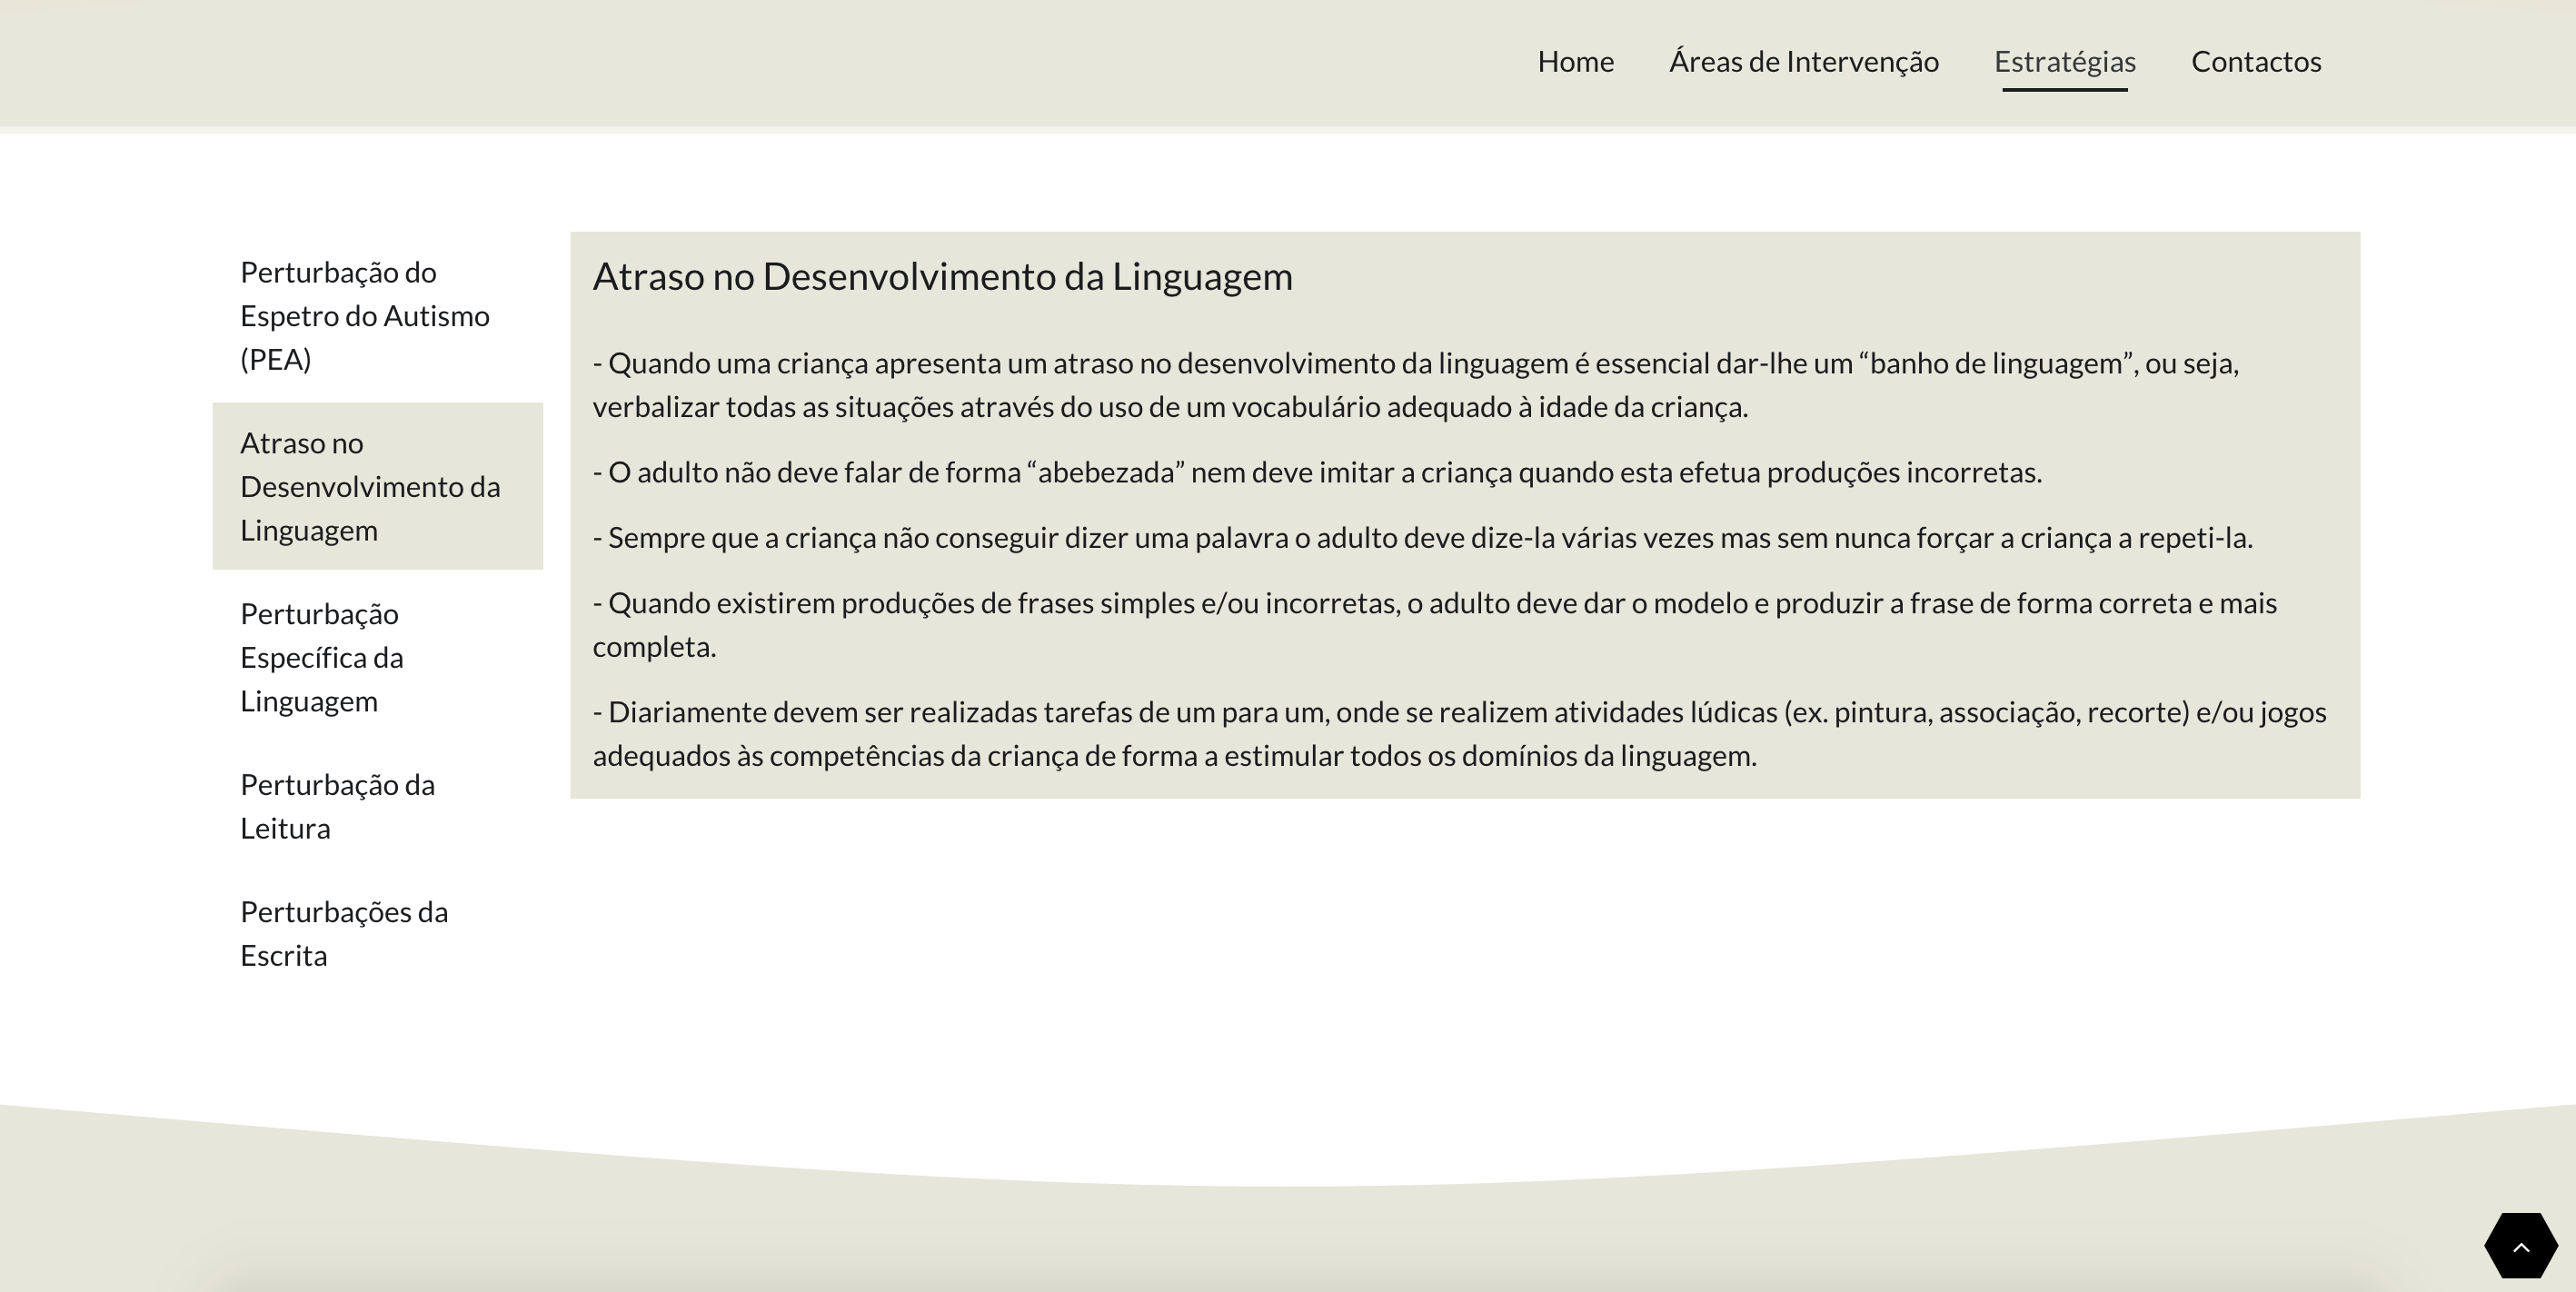 Home
Áreas de Intervenção
Estratégias
Contactos
Perturbação do
Espetro do Autismo
(PEA)
Atraso no
Desenvolvimento da
Linguagem
Perturbação
Específica da
Linguagem
Perturbação da
Leitura
Perturbações da
Escrita
Atraso no Desenvolvimento da Linguagem
- Quando uma criança apresenta um atraso no desenvolvimento da linguagem é essencial dar-lhe um “banho de linguagem”, ou seja,
verbalizar todas as situações através do uso de um vocabulário adequado à idade da criança.
- O adulto não deve falar de forma “abebezada” nem deve imitar a criança quando esta efetua produções incorretas.
- Sempre que a criança não conseguir dizer uma palavra o adulto deve dize-la várias vezes mas sem nunca forçar a criança a repeti-la.
- Quando existirem produções de frases simples e/ou incorretas, o adulto deve dar o modelo e produzir a frase de forma correta e mais
completa.
- Diariamente devem ser realizadas tarefas de um para um, onde se realizem atividades lúdicas (ex. pintura, associação, recorte) e/ou jogos
adequados às competências da criança de forma a estimular todos os domínios da linguagem.